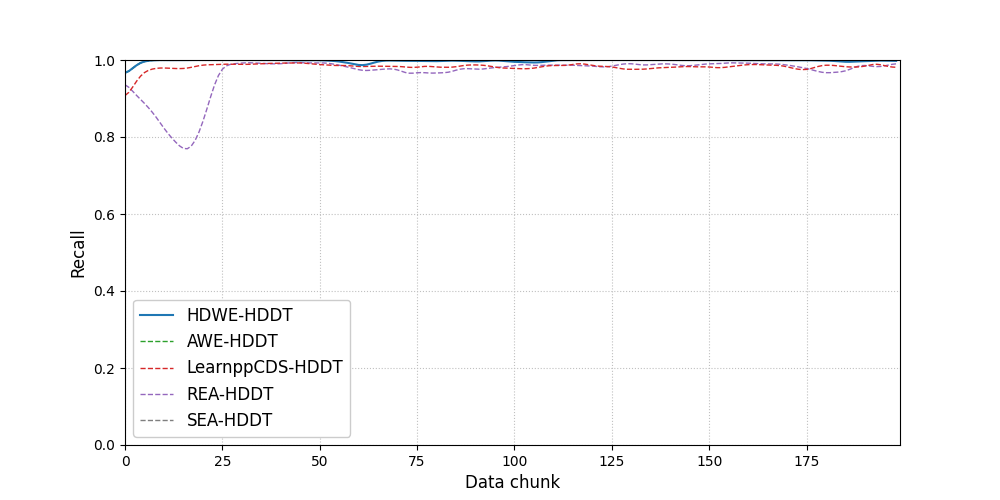 1.0
0.8
0.6
0.4
0.2
0.0
Recall
HDWE-HDDT
AWE-HDDT
LearnppCDS-HDDT
REA-HDDT
SEA-HDDT
0 25 50 75 100 125 150 175
Data chunk